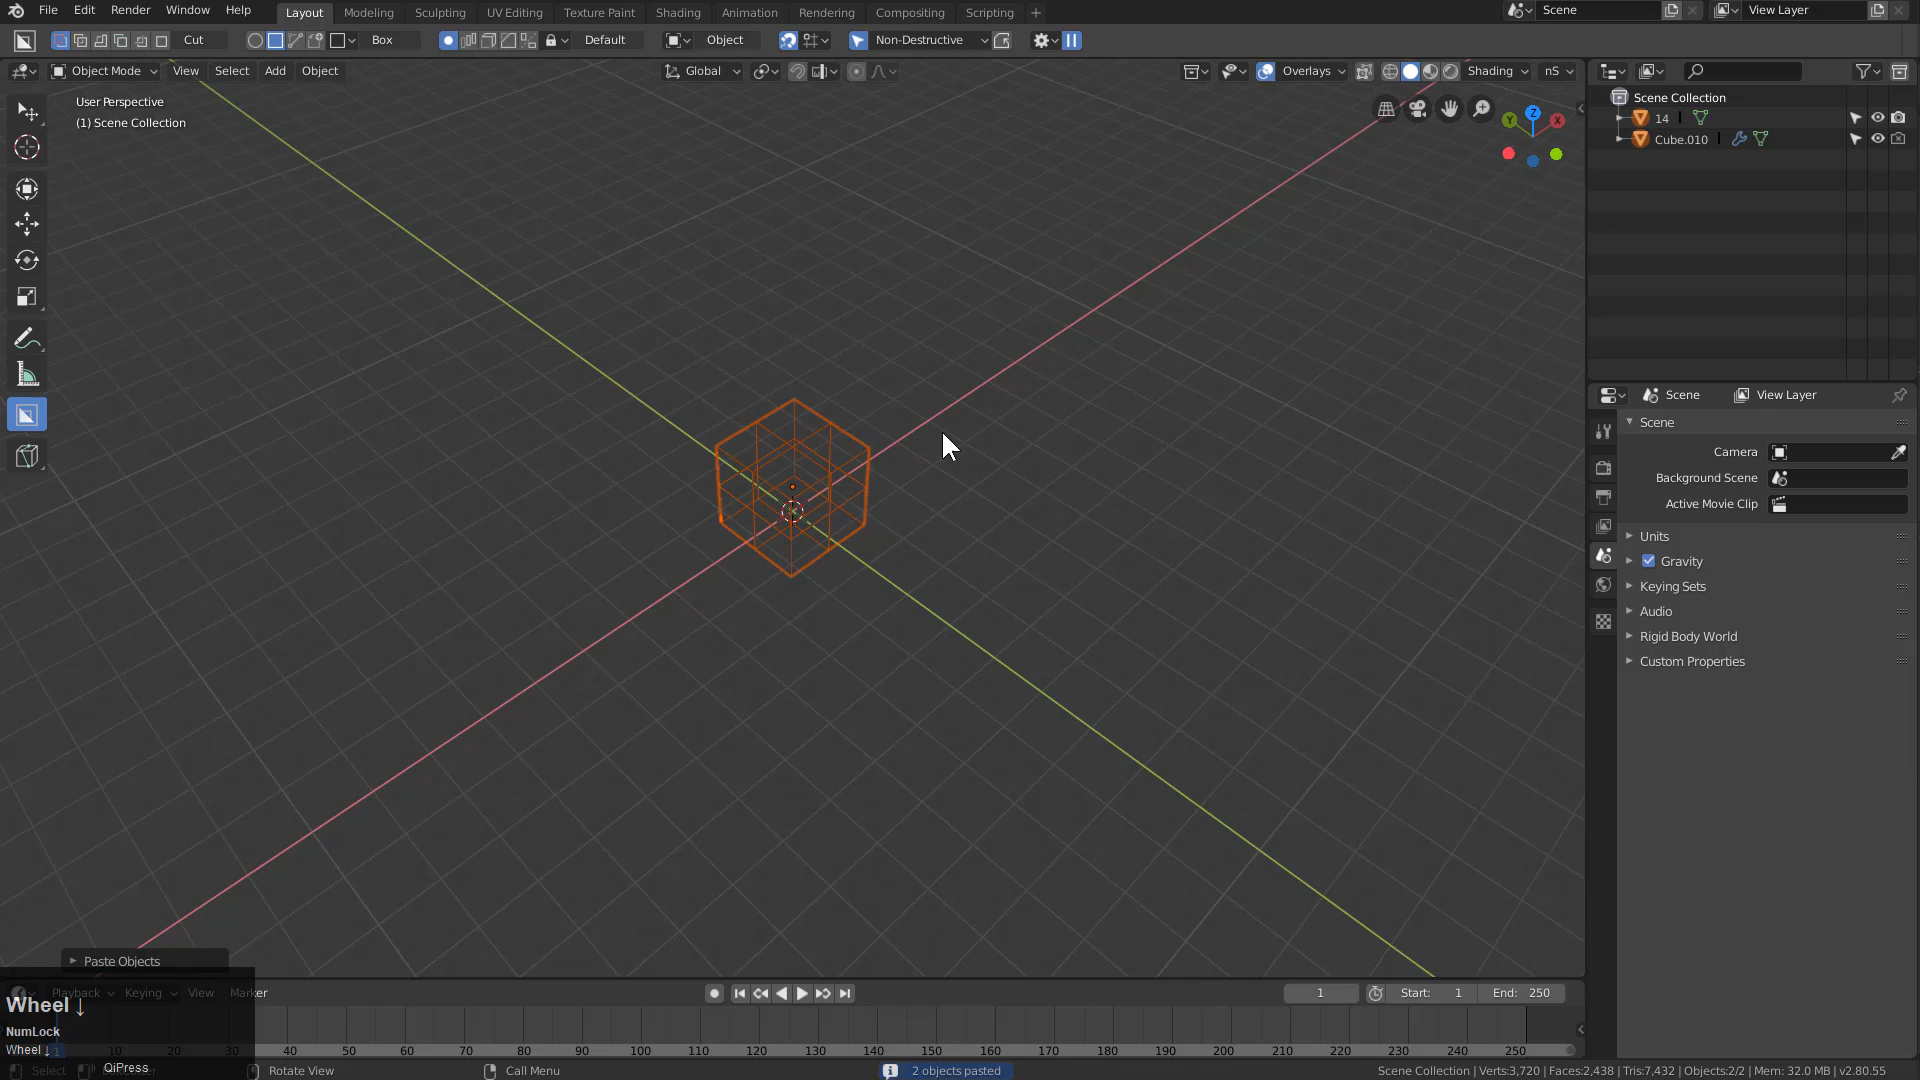 File Edit Render Window Help Layout Modeling Sculpting UV Editing Texture Paint Shading Animation Rendering Compositing Scripting + Scene View Layer
Cut Box Default Object Non-Destructive
Object Mode View Select Add Object Global Overlays Shading nS
User Perspective
(1) Scene Collection
Z
Y
X
Scene Collection
14
Cube.010
Scene View Layer
Scene
Camera
Background Scene
Active Movie Clip
Units
Gravity
Keying Sets
Audio
Rigid Body World
Custom Properties
Paste Objects
Playback Keying View Marker 1 Start: 1 End: 250
Wheel ↓
NumLock
Wheel ↓
1 10 20 30 40 50 60 70 80 90 100 110 120 130 140 150 160 170 180 190 200 210 220 230 240 250
Select QiPress Rotate View Call Menu 2 objects pasted Scene Collection | Verts:3,720 | Faces:2,438 | Tris:7,432 | Objects:2/2 | Mem: 32.0 MB | v2.80.55